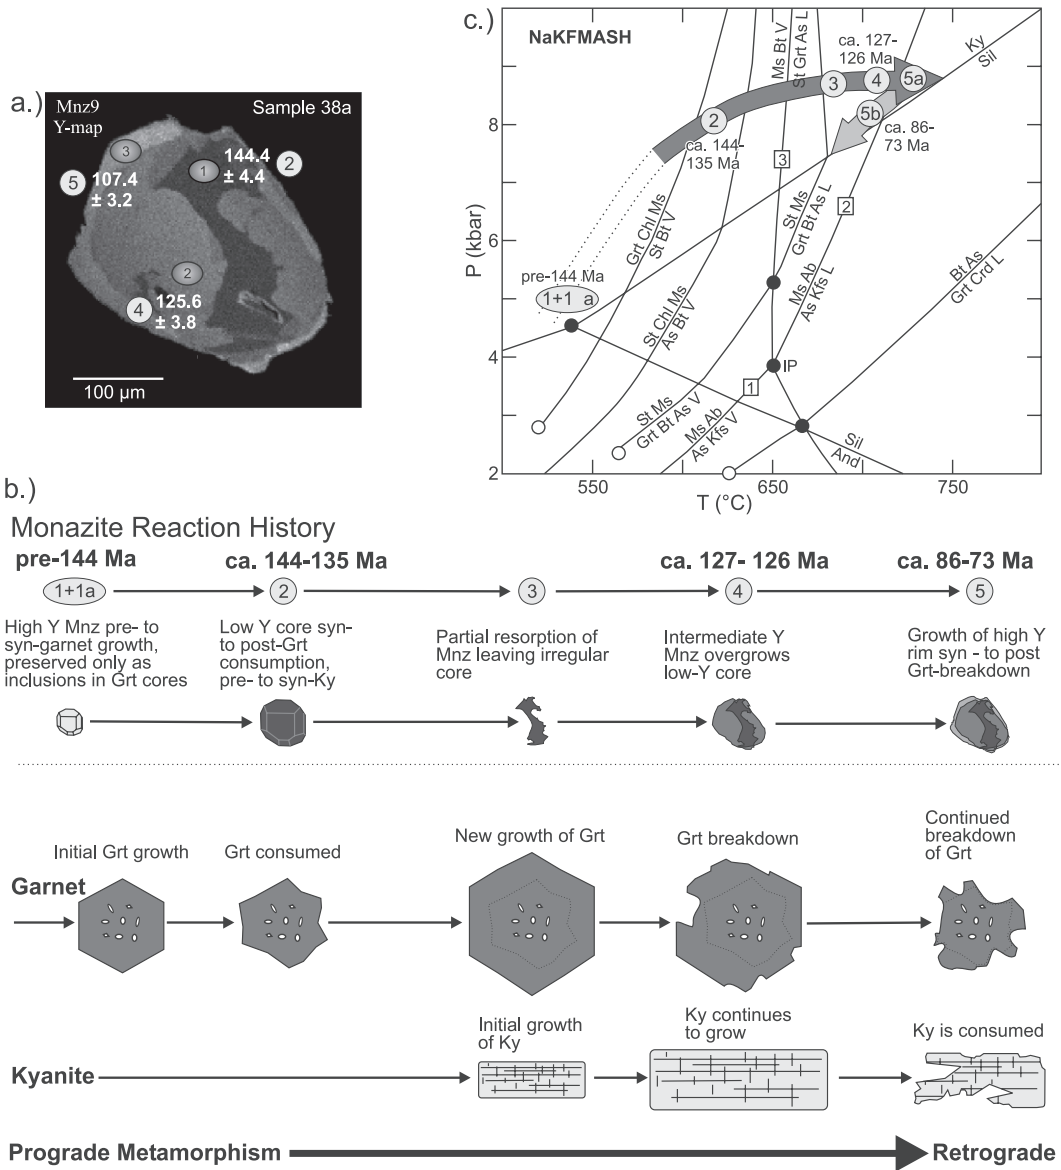 a.)
Mnz9
Y-map
Sample 38a
3
1
144.4
± 4.4
2
5
107.4
± 3.2
2
4
125.6
± 3.8
100 µm
c.)
NaKFMASH
P (kbar)
8
6
4
2
550
650
750
T (°C)
Ms Bt V
St Grt As L
ca. 127-
126 Ma
Ky
Sil
2
3
4
5a
5b
ca. 144-
135 Ma
ca. 86-
73 Ma
3
2
1
Grt Chl Ms
St Bt V
St Chl Ms
As Bt V
St Ms
Grt Bt As L
Ms Ab
As Kfs L
Bt As
Grt Crd L
pre-144 Ma
1+1 a
IP
St Ms
Grt Bt As V
Ms Ab
As Kfs V
Sil
And
b.)
Monazite Reaction History
pre-144 Ma
ca. 144-135 Ma
ca. 127- 126 Ma
ca. 86-73 Ma
1+1a
2
3
4
5
High Y Mnz pre- to
syn-garnet growth,
preserved only as
inclusions in Grt cores
Low Y core syn-
to post-Grt
consumption,
pre- to syn-Ky
Partial resorption of
Mnz leaving irregular
core
Intermediate Y
Mnz overgrows
low-Y core
Growth of high Y
rim syn - to post
Grt-breakdown
Initial Grt growth
Grt consumed
New growth of Grt
Grt breakdown
Continued
breakdown
of Grt
Garnet
Initial growth
of Ky
Ky continues
to grow
Ky is consumed
Kyanite
Prograde Metamorphism
Retrograde